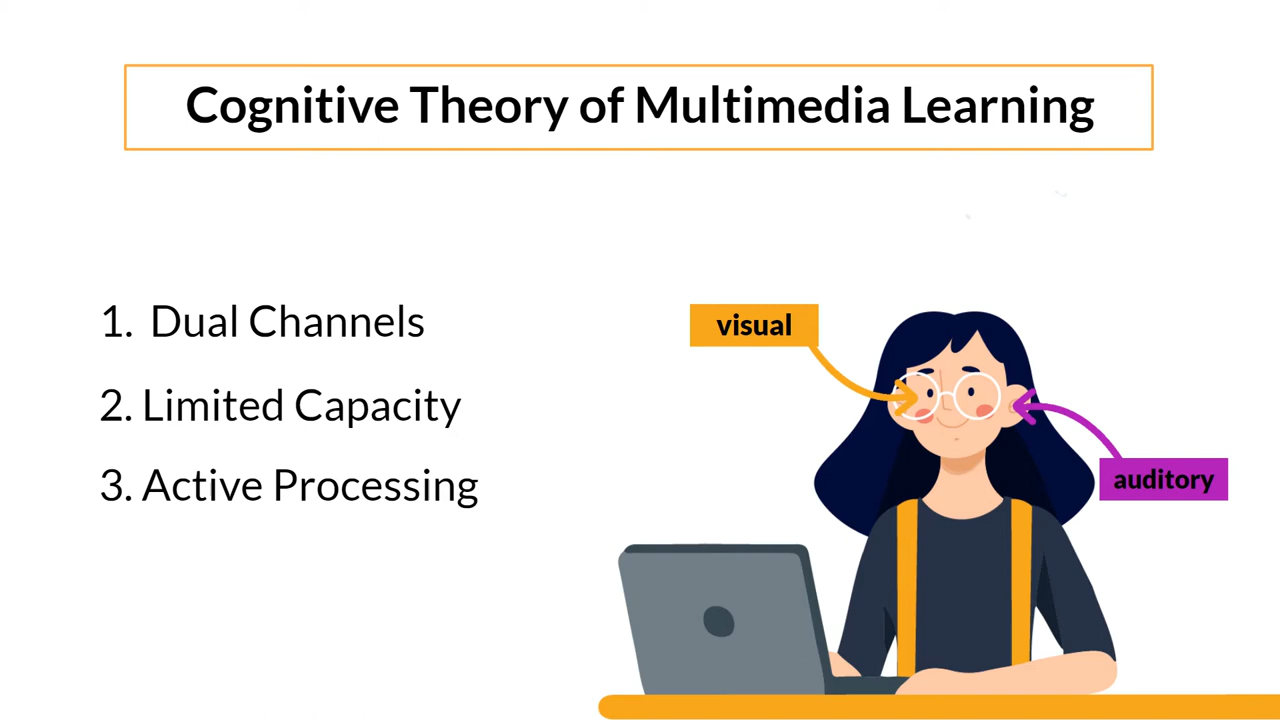 Cognitive Theory of Multimedia Learning
1. Dual Channels
2. Limited Capacity
3. Active Processing
visual
auditory